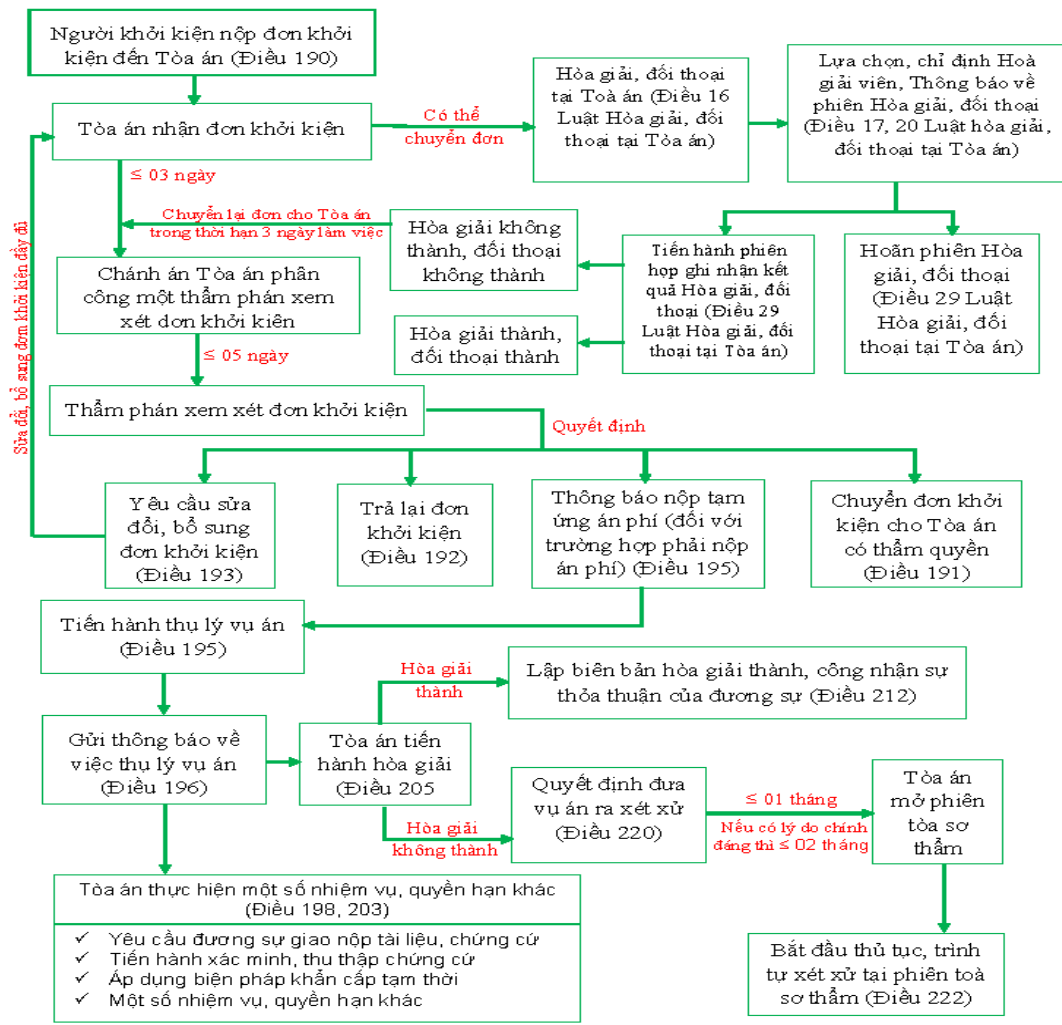 Người khởi kiện nộp đơn khởi
kiện đến Tòa án (Điều 190)
Tòa án nhận đơn khởi kiện
Có thể
chuyển đơn
Hòa giải, đối thoại
tại Toà án (Điều 16
Luật Hòa giải, đối
thoại tại Tòa án)
Lựa chọn, chỉ định Hoà
giải viên, Thông báo về
phiên Hòa giải, đối thoại
(Điều 17, 20 Luật hòa giải,
đối thoại tại Tòa án)
≤ 03 ngày
Chuyển lại đơn cho Tòa án
trong thời hạn 3 ngày làm việc
Hòa giải không
thành, đối thoại
không thành
Tiến hành phiên
họp ghi nhận kết
quả Hòa giải, đối
thoại (Điều 29
Luật Hòa giải, đối
thoại tại Tòa án)
Hoãn phiên Hòa
giải, đối thoại
(Điều 29 Luật
Hòa giải, đối
thoại tại Tòa án)
Chánh án Tòa án phân
công một thẩm phán xem
xét đơn khởi kiên
Hòa giải thành,
đối thoại thành
≤ 05 ngày
Sửa đổi, bổ sung đơm khởi kiện đầy đủ
Thẩm phán xem xét đơn khởi kiện
Quyết định
Yêu cầu sửa
đổi, bổ sung
đơn khởi kiện
(Điều 193)
Trả lại đơn
khởi kiện
(Điều 192)
Thông báo nộp tạm
ứng án phí (đối với
trường hợp phải nộp
án phí) (Điều 195)
Chuyển đơn khởi
kiện cho Tòa án
có thẩm quyền
(Điều 191)
Tiến hành thụ lý vụ án
(Điều 195)
Hòa giải
thành
Lập biên bản hòa giải thành, công nhận sự
thỏa thuận của đương sự (Điều 212)
Gửi thông báo về
việc thụ lý vụ án
(Điều 196)
Tòa án tiến
hành hòa giải
(Điều 205
Hòa giải
không thành
Quyết định đưa
vụ án ra xét xử
(Điều 220)
≤ 01 tháng
Nếu có lý do chính
đáng thì ≤ 02 tháng
Tòa án
mở phiên
tòa sơ
thẩm
Tòa án thực hiện một số nhiệm vụ, quyền hạn khác
(Điều 198, 203)
✓ Yêu cầu đương sự giao nộp tài liệu, chứng cứ
✓ Tiến hành xác minh, thu thập chứng cứ
✓ Áp dụng biện pháp khẩn cấp tạm thời
✓ Một số nhiệm vụ, quyền hạn khác
Bắt đầu thủ tục, trình
tự xét xử tại phiên toà
sơ thẩm (Điều 222)